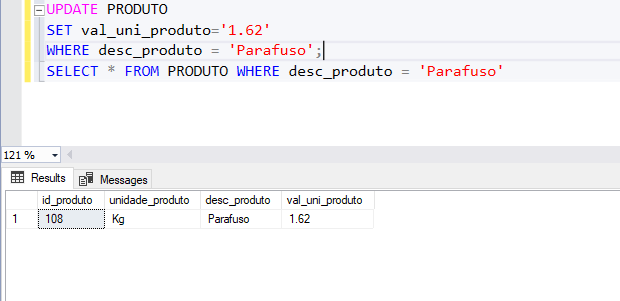 UPDATE PRODUTO
SET val_uni_produto='1.62'
WHERE desc_produto = 'Parafuso';
SELECT * FROM PRODUTO WHERE desc_produto = 'Parafuso'
121 %
Results Messages
id_produto unidade_produto desc_produto val_uni_produto
1 108 Kg Parafuso 1.62